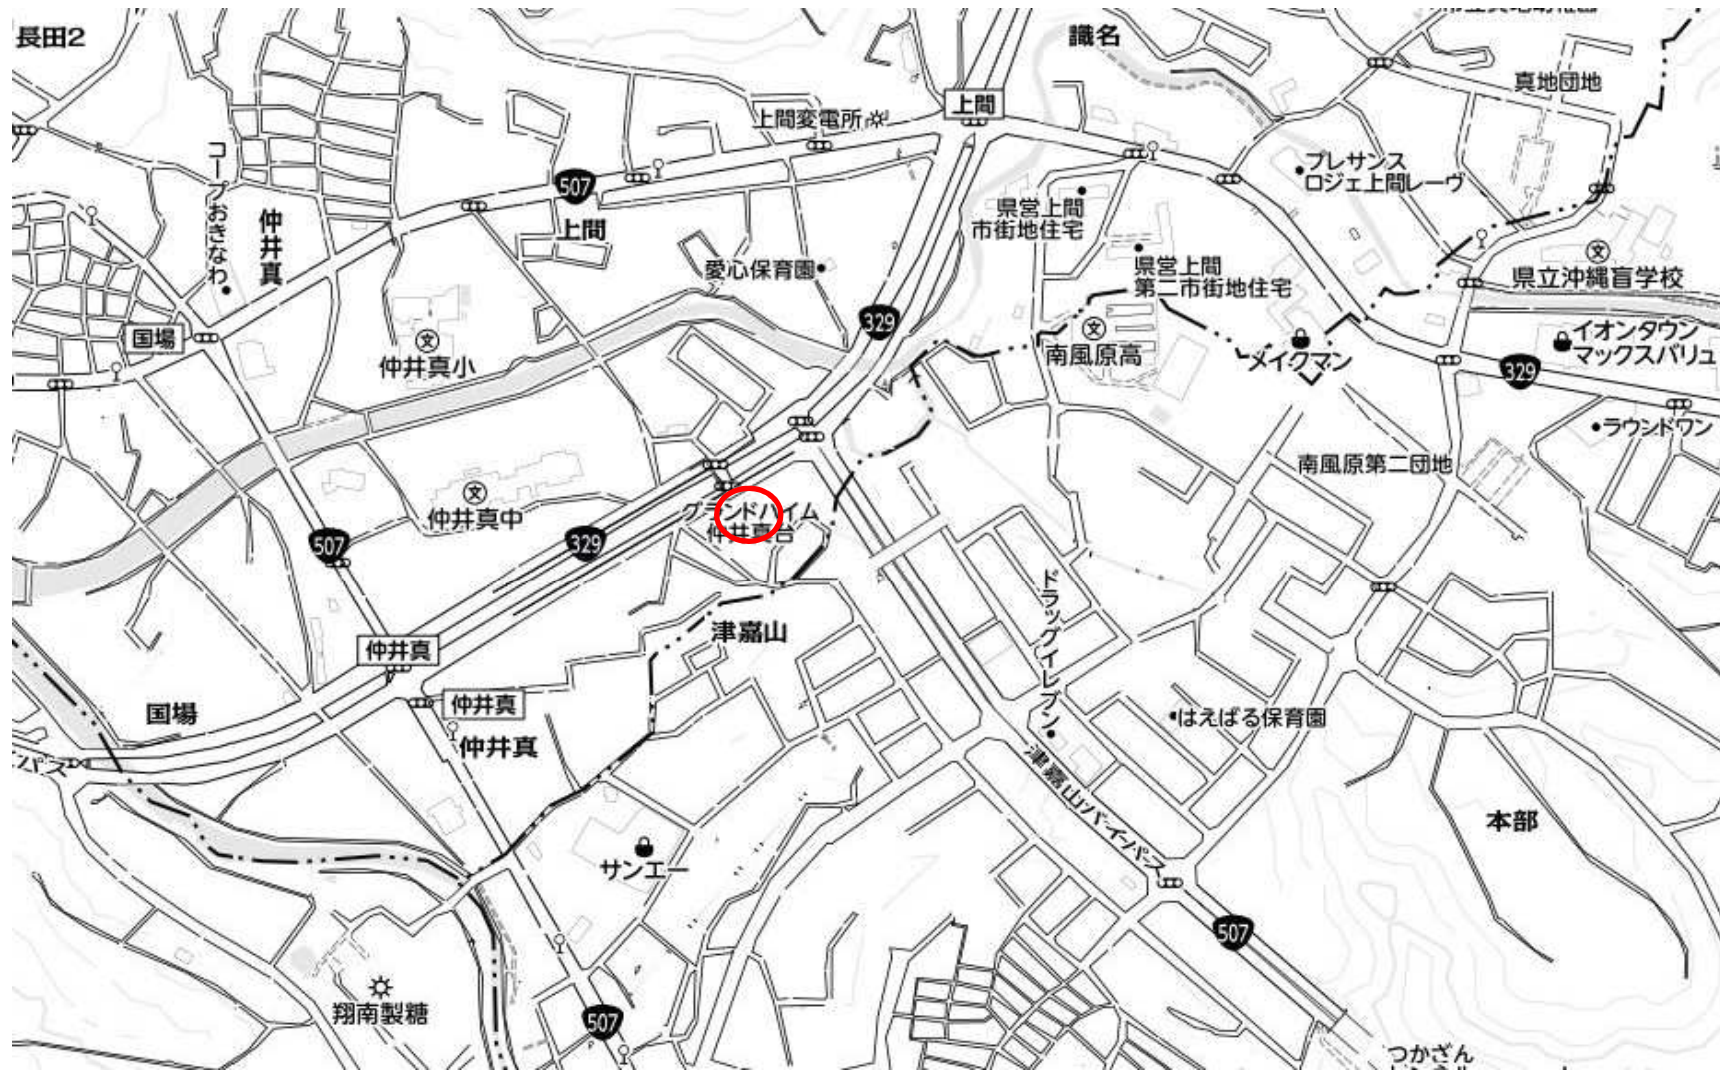 長田2
識名
真地団地
上間
上間変電所
プレサンス
ロジェ上間レーヴ
コープおきなわ
仲井真
507
上間
県営上間
市街地住宅
愛心保育園
県営上間
第二市街地住宅
文
県立沖縄盲学校
329
国場
文
仲井真小
文
南風原高
メイクマン
イオンタウン
マックスバリュ
329
ラウンドワン
南風原第二団地
文
仲井真中
グランドハイム
仲井真台
507
329
ドラッグイレブン
津嘉山
仲井真
仲井真
国場
仲井真
はえばる保育園
パス
津嘉山バイパス
本部
サンエー
507
翔南製糖
507
つかざん